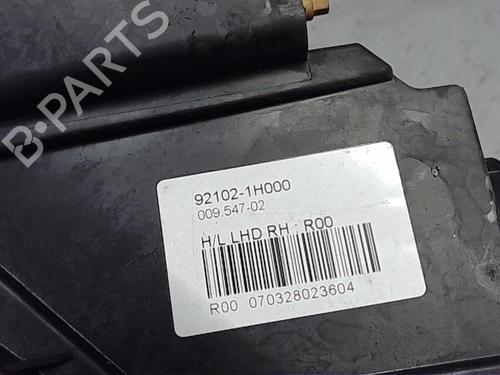 B-PARTS
92102-1H000
009.547-02
H/L LHD RH : R00
R00 070328023604